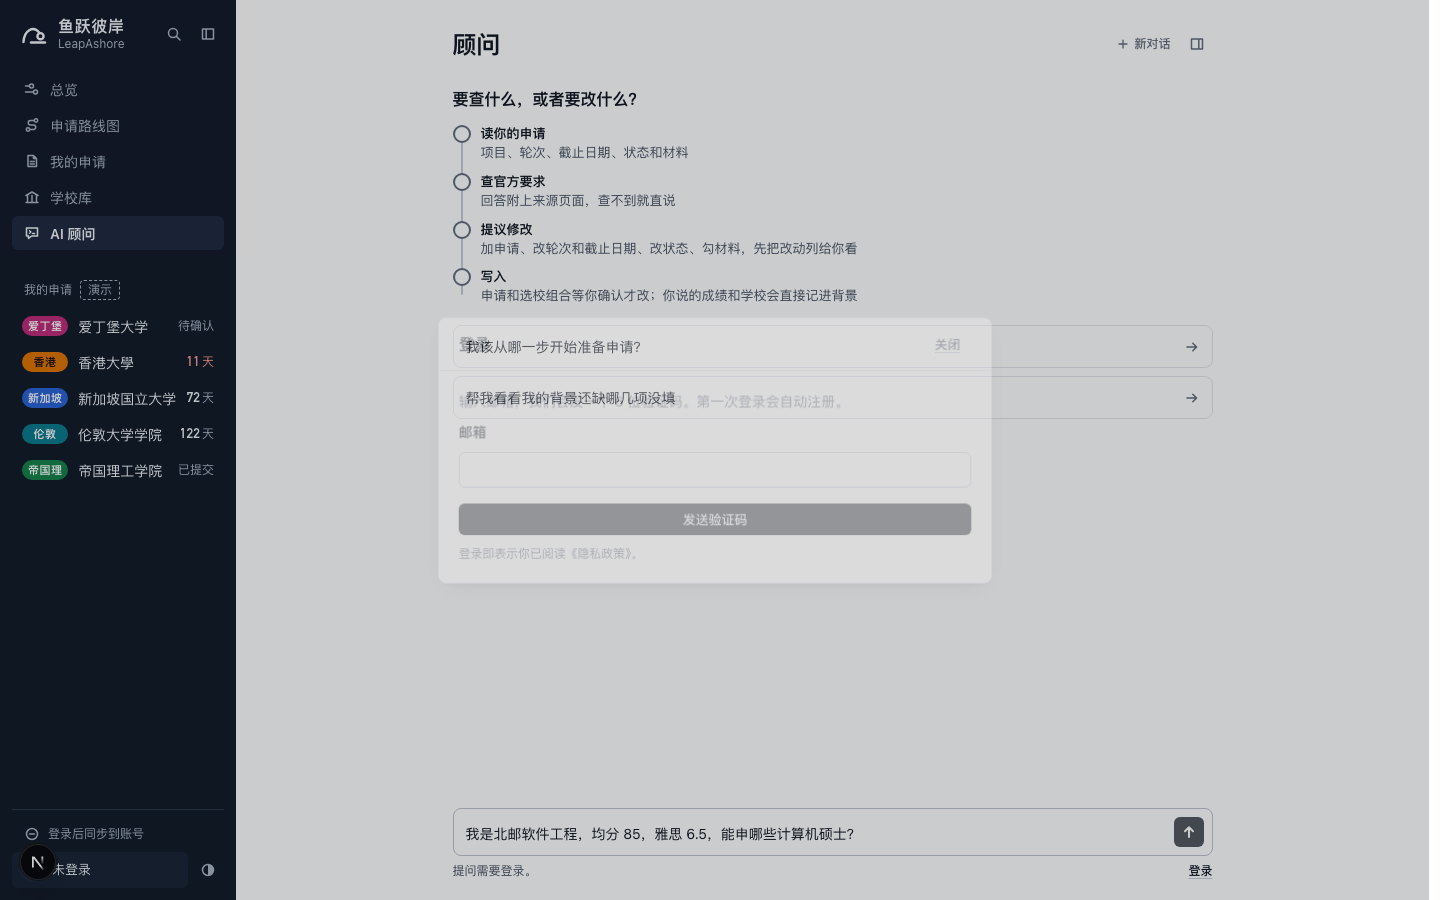 鱼跃彼岸
LeapAshore
总览
申请路线图
我的申请
学校库
AI 顾问
我的申请 演示
爱丁堡 爱丁堡大学 待确认
香港 香港大學 11 天
新加坡 新加坡国立大学 72 天
伦敦 伦敦大学学院 122 天
帝国理 帝国理工学院 已提交
登录后同步到账号
N 未登录
顾问
新对话
要查什么，或者要改什么？
读你的申请
项目、轮次、截止日期、状态和材料
查官方要求
回答附上来源页面，查不到就直说
提议修改
加申请、改轮次和截止日期、改状态、勾材料，先把改动列给你看
写入
申请和选校组合等你确认才改；你说的成绩和学校会直接记进背景
登录 关闭
我该从哪一步开始准备申请？
帮我看看我的背景还缺哪几项没填
验证码。第一次登录会自动注册。
邮箱
发送验证码
登录即表示你已阅读《隐私政策》。
我是北邮软件工程，均分 85，雅思 6.5，能申哪些计算机硕士？
提问需要登录。 登录